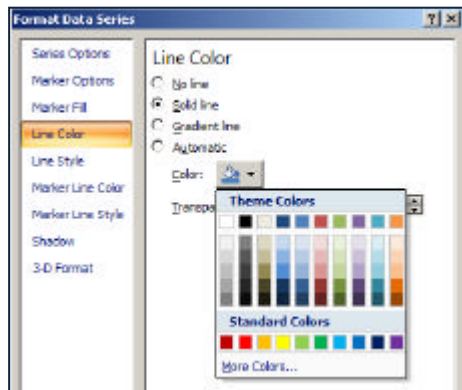 Format Data Series
Series Options
Marker Options
Marker Fill
Line Color
Line Style
Marker Line Color
Marker Line Style
Shadow
3-D Format
Line Color
No line
Solid line
Gradient line
Automatic
Color:
Transpa
Theme Colors
Standard Colors
More Colors...